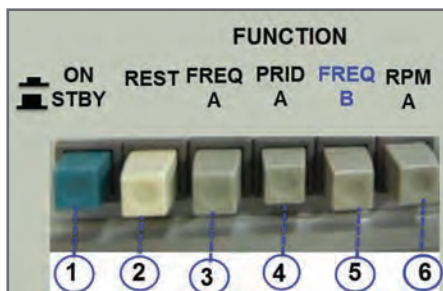 FUNCTION
ON REST FREQ PRID FREQ RPM
STBY A A B A
1 2 3 4 5 6